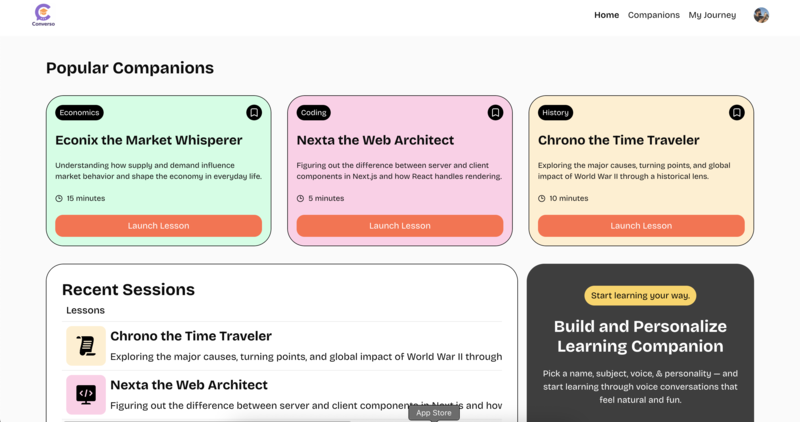 Converso
Home Companions My Journey
Popular Companions
Economics
Econix the Market Whisperer
Understanding how supply and demand influence
market behavior and shape the economy in everyday life.
15 minutes
Launch Lesson
Coding
Nexta the Web Architect
Figuring out the difference between server and client
components in Next.js and how React handles rendering.
5 minutes
Launch Lesson
History
Chrono the Time Traveler
Exploring the major causes, turning points, and global
impact of World War II through a historical lens.
10 minutes
Launch Lesson
Recent Sessions
Lessons
Chrono the Time Traveler
Exploring the major causes, turning points, and global impact of World War II through
Nexta the Web Architect
Figuring out the difference between server and client components in Next.js and how
App Store
Start learning your way.
Build and Personalize
Learning Companion
Pick a name, subject, voice, & personality — and
start learning through voice conversations that
feel natural and fun.